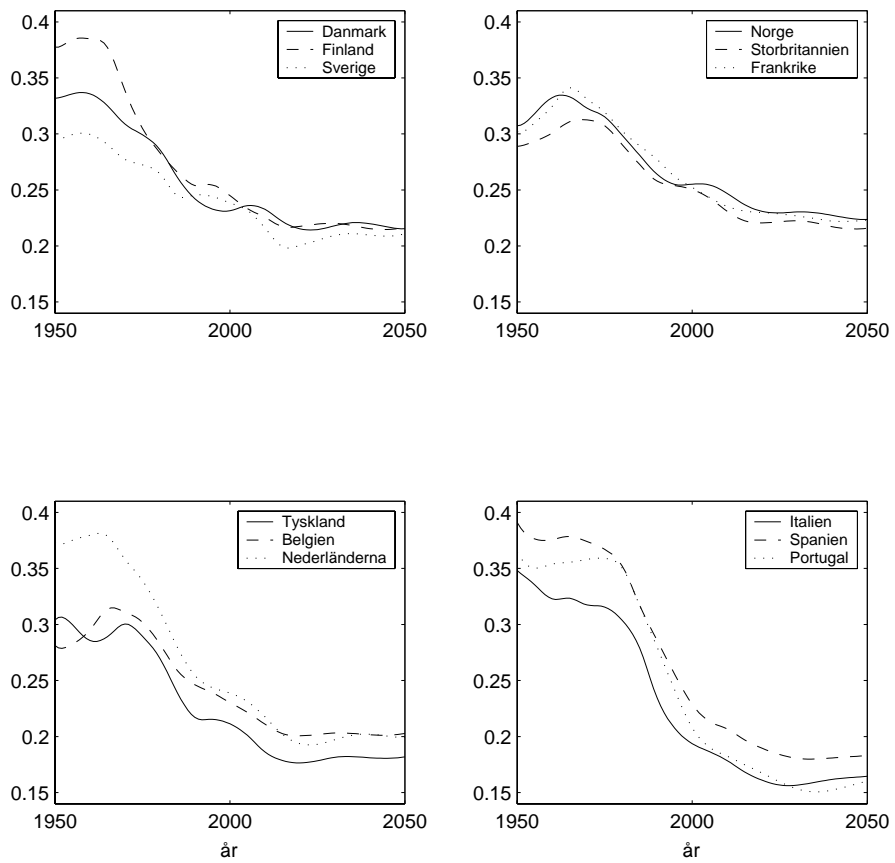 0.4
0.35
0.3
0.25
0.2
0.15
1950 2000 2050
Danmark
Finland
Sverige
0.4
0.35
0.3
0.25
0.2
0.15
1950 2000 2050
Norge
Storbritannien
Frankrike
0.4
0.35
0.3
0.25
0.2
0.15
1950 2000 2050
år
Tyskland
Belgien
Nederländerna
0.4
0.35
0.3
0.25
0.2
0.15
1950 2000 2050
år
Italien
Spanien
Portugal